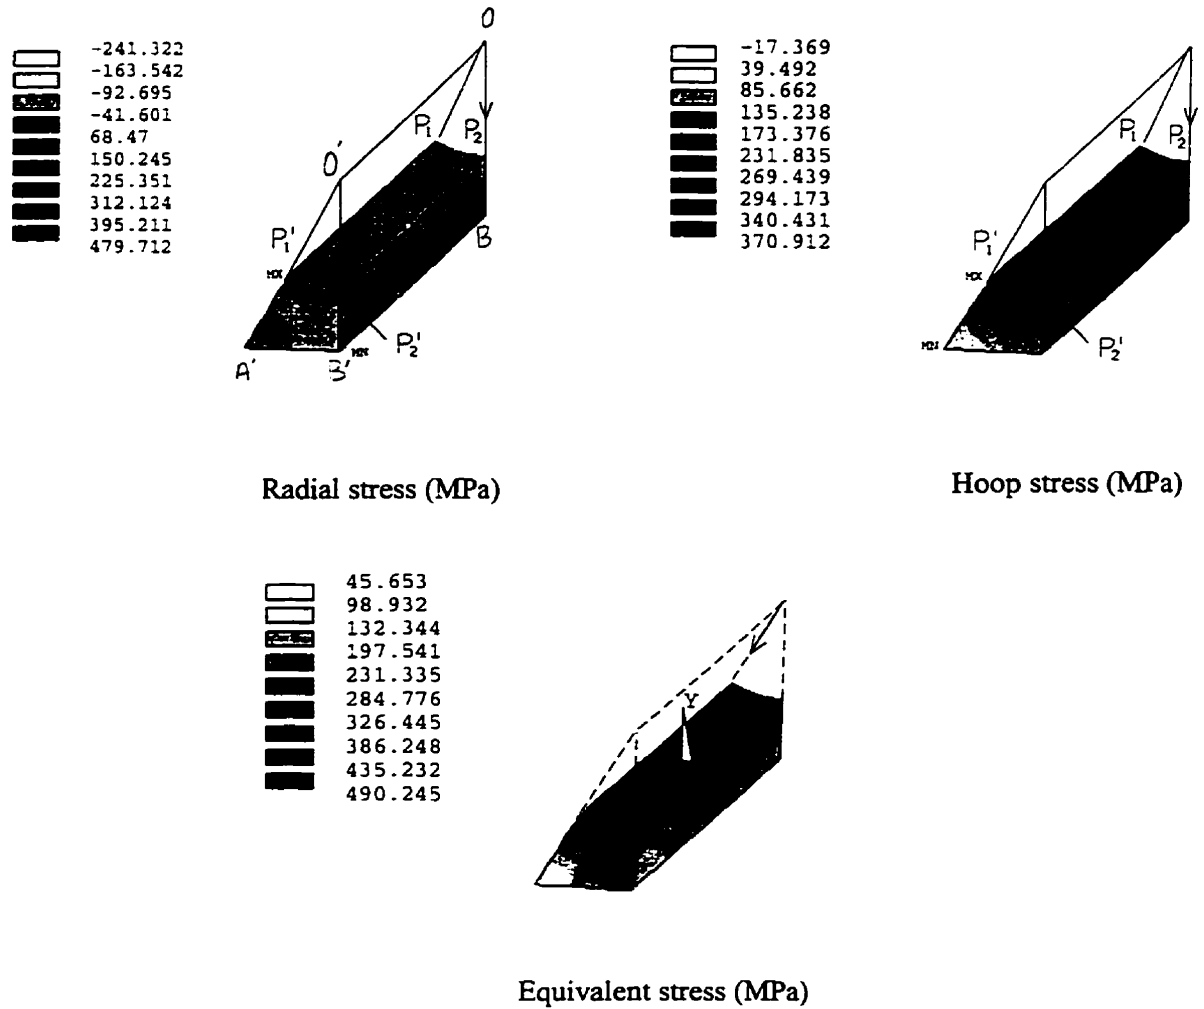 O
-241.322
-163.542
-92.695
-41.601
68.47
150.245
225.351
312.124
395.211
479.712
P₁
P₂
O'
P₁'
MX
B
P₂'
A'
B'
MN
Radial stress (MPa)
-17.369
39.492
85.662
135.238
173.376
231.835
269.439
294.173
340.431
370.912
P₁
P₂
P₁'
MX
MN
P₂'
Hoop stress (MPa)
45.653
98.932
132.344
197.541
231.335
284.776
326.445
386.248
435.232
490.245
Y
Equivalent stress (MPa)